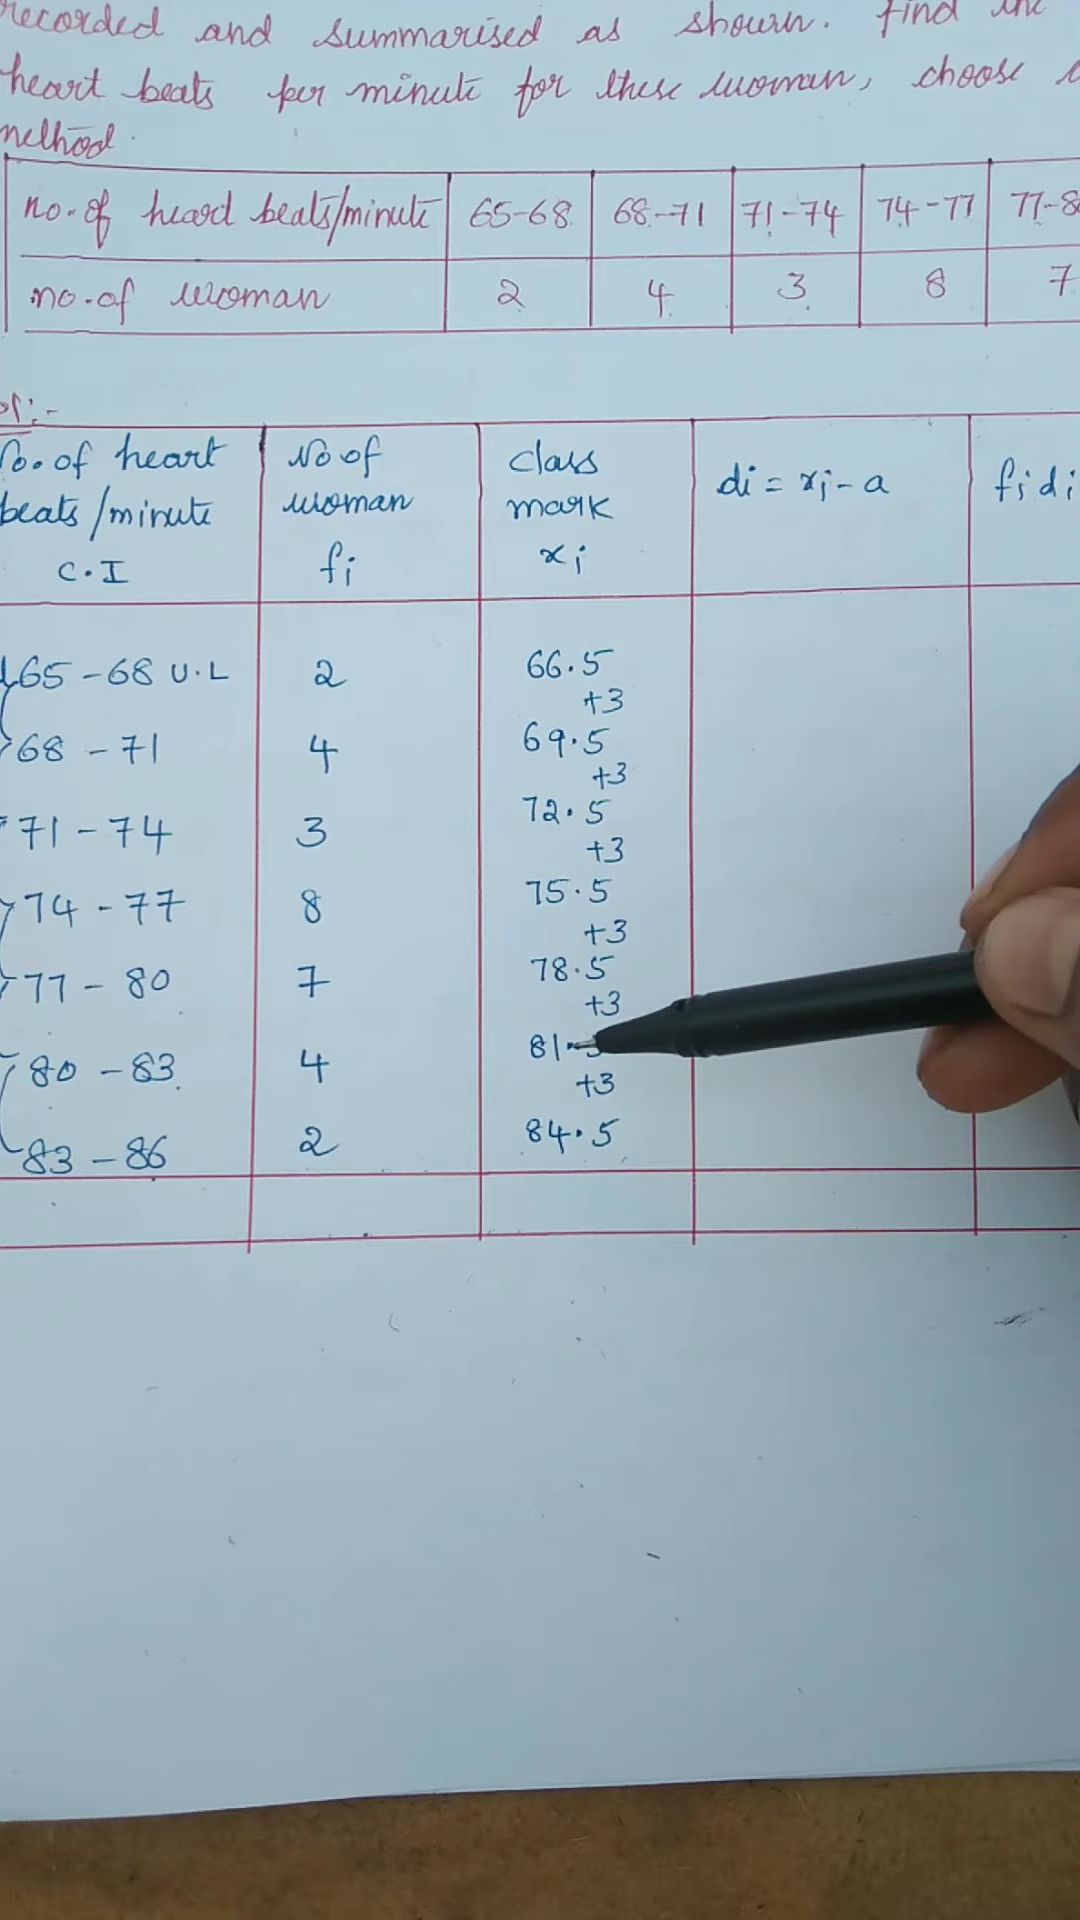 recorded and summarised as shown. find the
heart beats per minute for these woman, choose
method.
no. of heard beats/minute 65-68 68-71 71-74 74-77 77-8
no. of woman 2 4 3 8 7
No. of heart
beats/minute
C.I
No of
woman
fi
class
mark
xi
di = xi - a
fidi
65-68 U.L 2 66.5
+3
68-71 4 69.5
+3
71-74 3 72.5
+3
74-77 8 75.5
+3
77-80 7 78.5
+3
80-83 4 81.5
+3
83-86 2 84.5